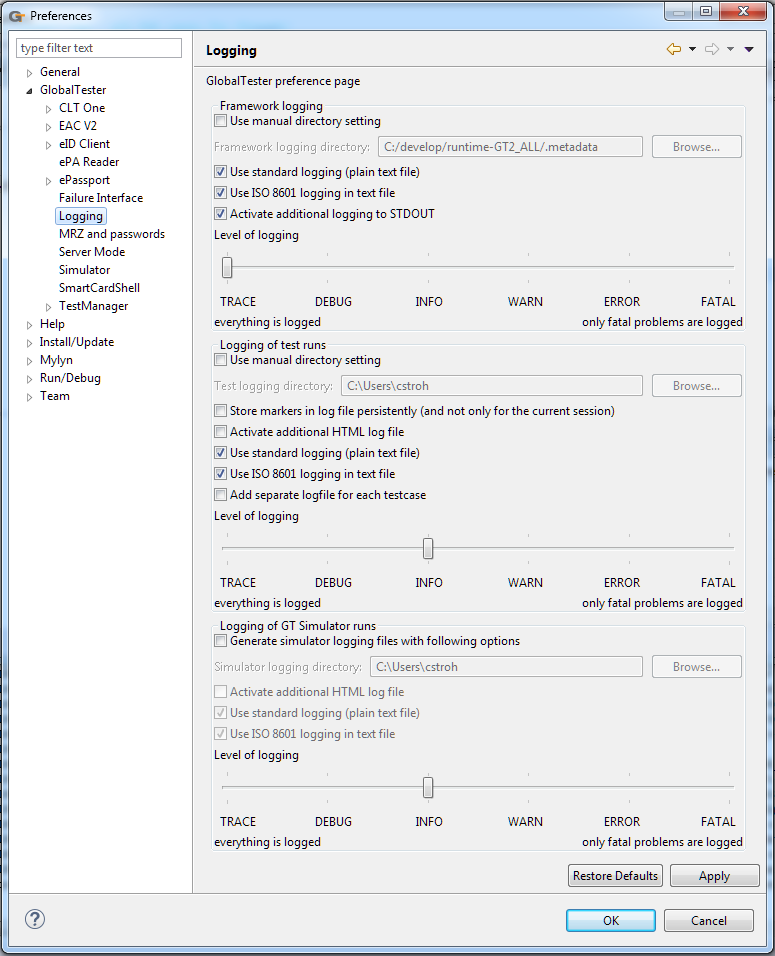 Preferences
type filter text
General
GlobalTester
CLT One
EAC V2
eID Client
ePA Reader
ePassport
Failure Interface
Logging
MRZ and passwords
Server Mode
Simulator
SmartCardShell
TestManager
Help
Install/Update
Mylyn
Run/Debug
Team
Logging
GlobalTester preference page
Framework logging
Use manual directory setting
Framework logging directory: C:/develop/runtime-GT2_ALL/.metadata Browse...
Use standard logging (plain text file)
Use ISO 8601 logging in text file
Activate additional logging to STDOUT
Level of logging
TRACE DEBUG INFO WARN ERROR FATAL
everything is logged only fatal problems are logged
Logging of test runs
Use manual directory setting
Test logging directory: C:\Users\cstroh Browse...
Store markers in log file persistently (and not only for the current session)
Activate additional HTML log file
Use standard logging (plain text file)
Use ISO 8601 logging in text file
Add separate logfile for each testcase
Level of logging
TRACE DEBUG INFO WARN ERROR FATAL
everything is logged only fatal problems are logged
Logging of GT Simulator runs
Generate simulator logging files with following options
Simulator logging directory: C:\Users\cstroh Browse...
Activate additional HTML log file
Use standard logging (plain text file)
Use ISO 8601 logging in text file
Level of logging
TRACE DEBUG INFO WARN ERROR FATAL
everything is logged only fatal problems are logged
Restore Defaults Apply
? OK Cancel